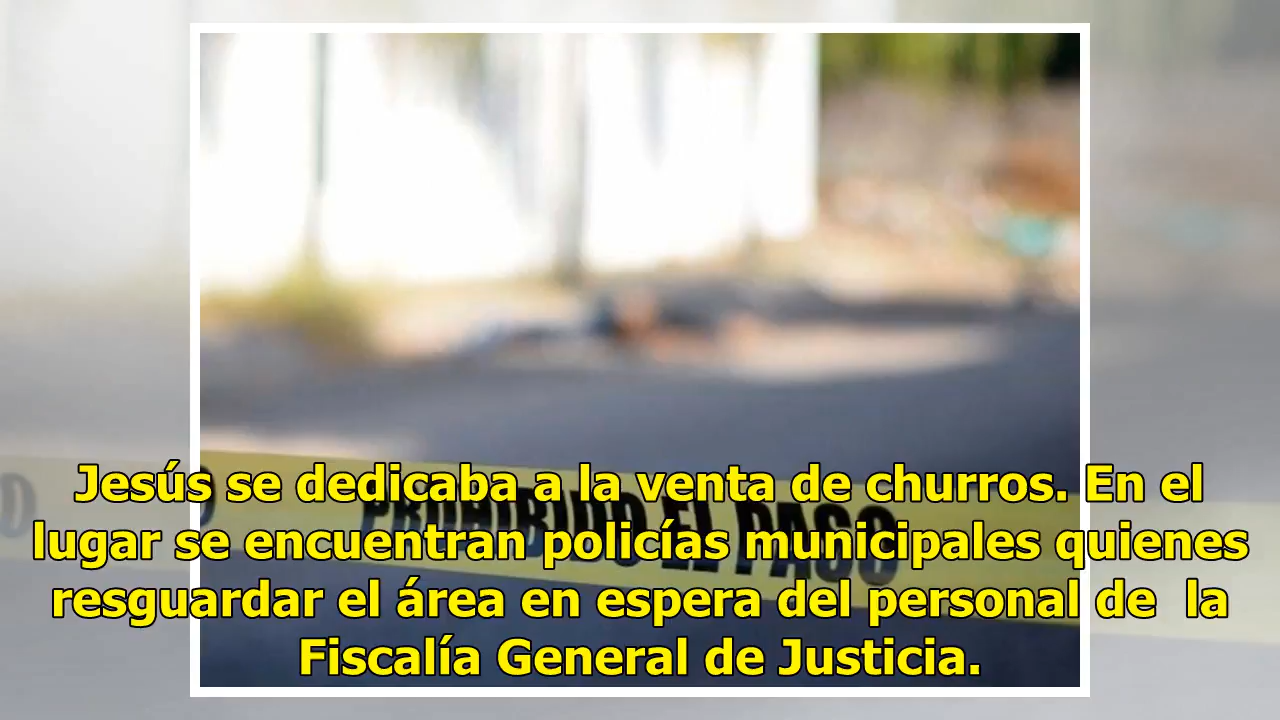 Jesús se dedicaba a la venta de churros. En el
lugar se encuentran policías municipales quienes
resguardar el área en espera del personal de la
Fiscalía General de Justicia.
PROHIBIDO EL PASO